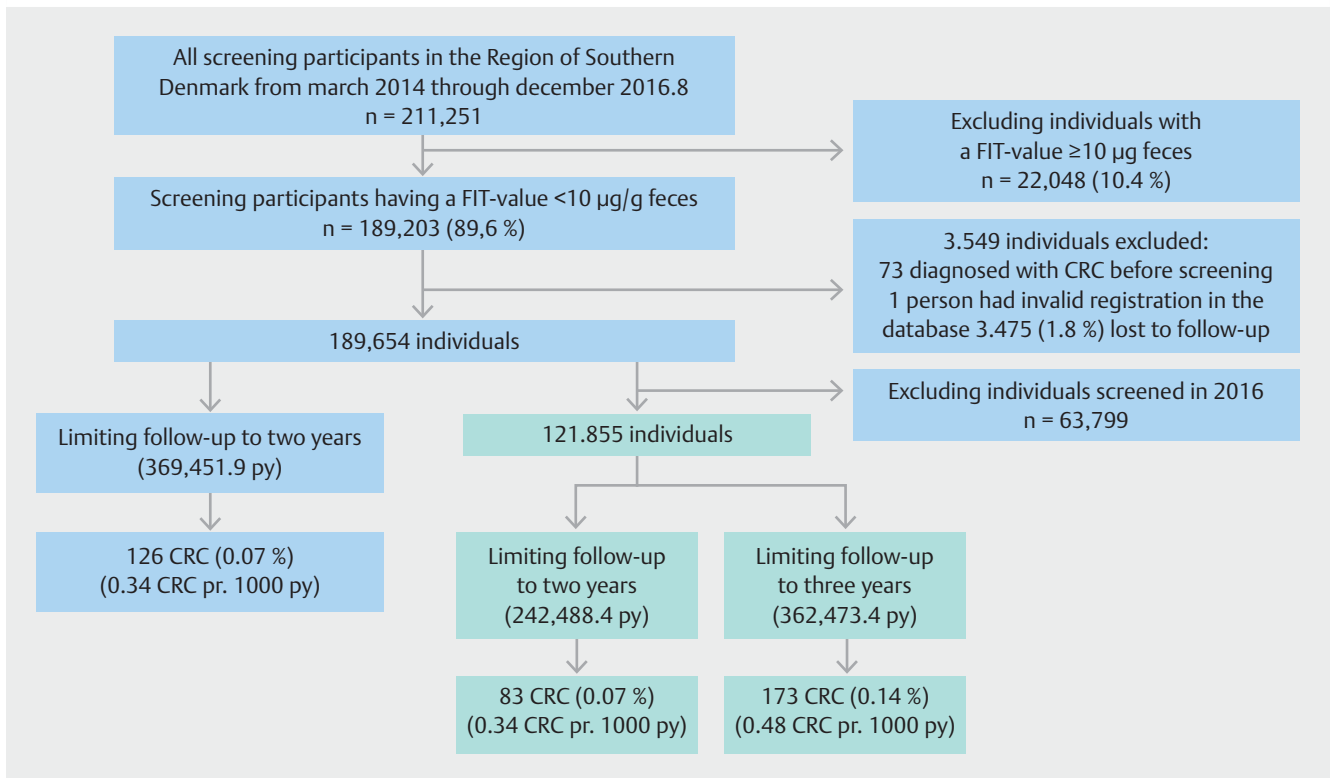 All screening participants in the Region of Southern
Denmark from march 2014 through december 2016.8
n = 211,251
Excluding individuals with
a FIT-value ≥10 µg feces
n = 22,048 (10.4 %)
Screening participants having a FIT-value <10 µg/g feces
n = 189,203 (89,6 %)
3.549 individuals excluded:
73 diagnosed with CRC before screening
1 person had invalid registration in the
database 3.475 (1.8 %) lost to follow-up
189,654 individuals
Excluding individuals screened in 2016
n = 63,799
Limiting follow-up to two years
(369,451.9 py)
121.855 individuals
126 CRC (0.07 %)
(0.34 CRC pr. 1000 py)
Limiting follow-up
to two years
(242,488.4 py)
Limiting follow-up
to three years
(362,473.4 py)
83 CRC (0.07 %)
(0.34 CRC pr. 1000 py)
173 CRC (0.14 %)
(0.48 CRC pr. 1000 py)